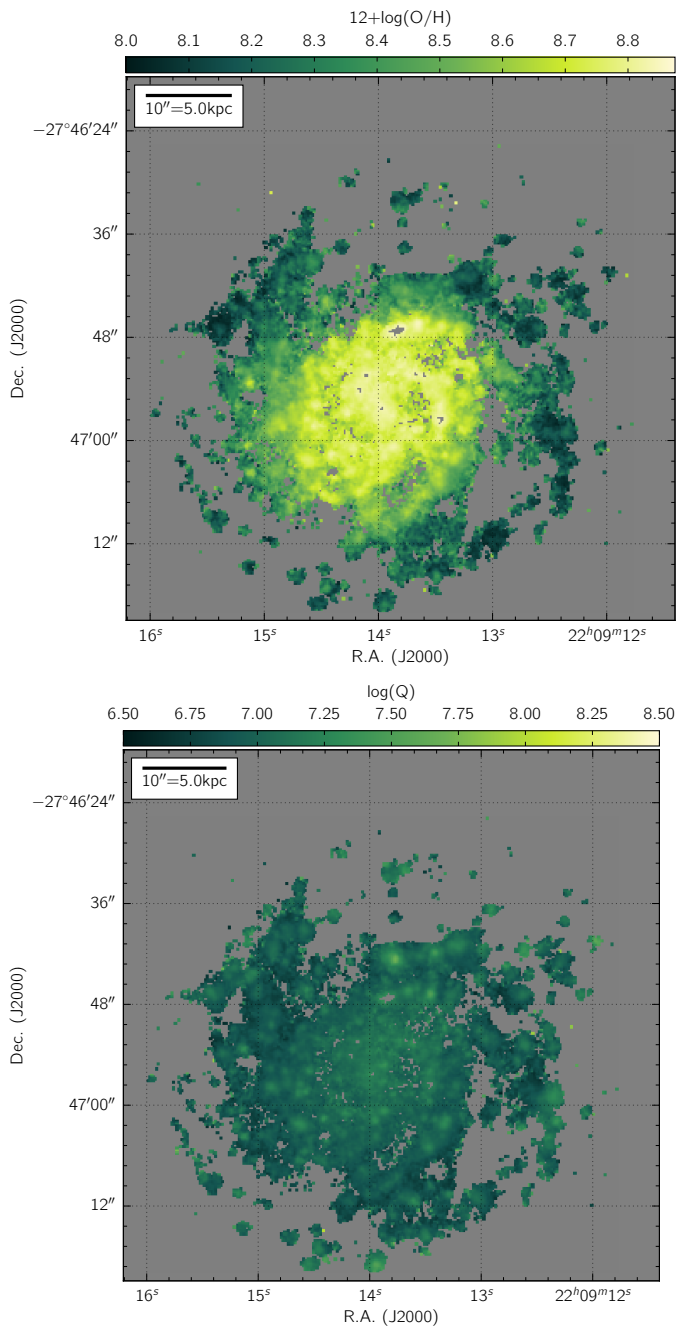 12+log(O/H)
8.0 8.1 8.2 8.3 8.4 8.5 8.6 8.7 8.8
10″=5.0kpc
−27°46′24″
36″
48″
47′00″
12″
Dec. (J2000)
16ˢ 15ˢ 14ˢ 13ˢ 22ʰ09ᵐ12ˢ
R.A. (J2000)
log(Q)
6.50 6.75 7.00 7.25 7.50 7.75 8.00 8.25 8.50
10″=5.0kpc
−27°46′24″
36″
48″
47′00″
12″
Dec. (J2000)
16ˢ 15ˢ 14ˢ 13ˢ 22ʰ09ᵐ12ˢ
R.A. (J2000)